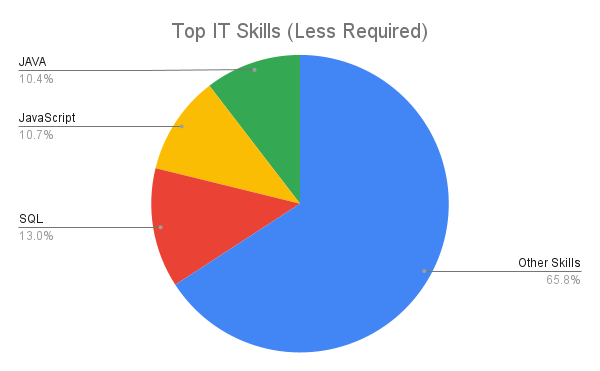 Top IT Skills (Less Required)
JAVA
10.4%
JavaScript
10.7%
SQL
13.0%
Other Skills
65.8%